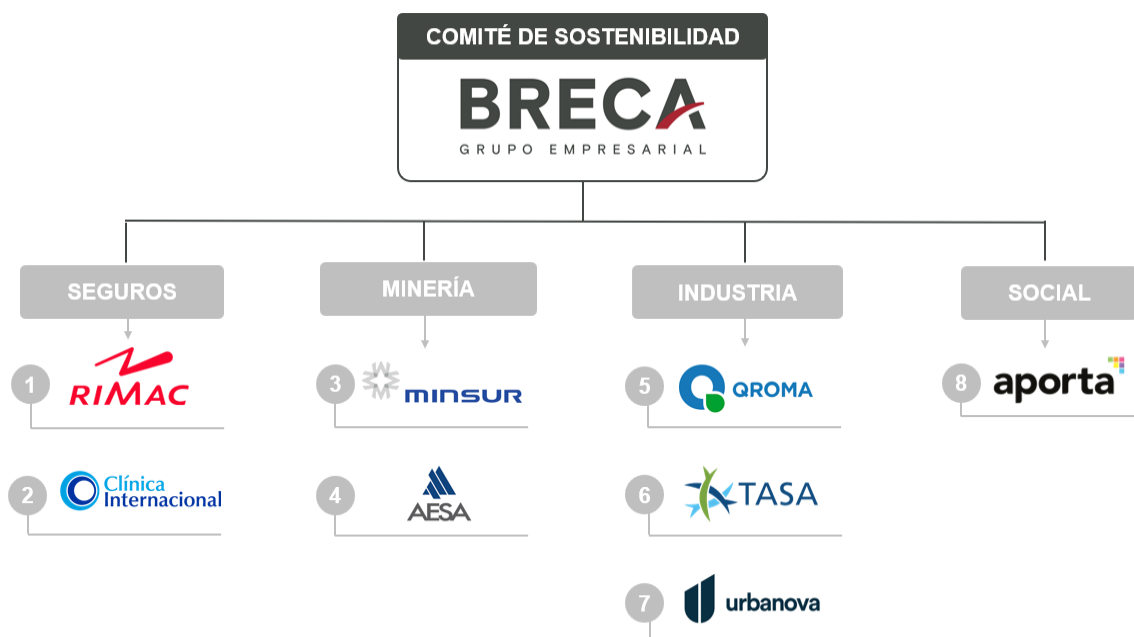 COMITÉ DE SOSTENIBILIDAD
BRECA
GRUPO EMPRESARIAL
SEGUROS
MINERÍA
INDUSTRIA
SOCIAL
1
RIMAC
3
MINSUR
5
QROMA
8
aporta
2
Clínica
Internacional
4
AESA
6
TASA
7
urbanova